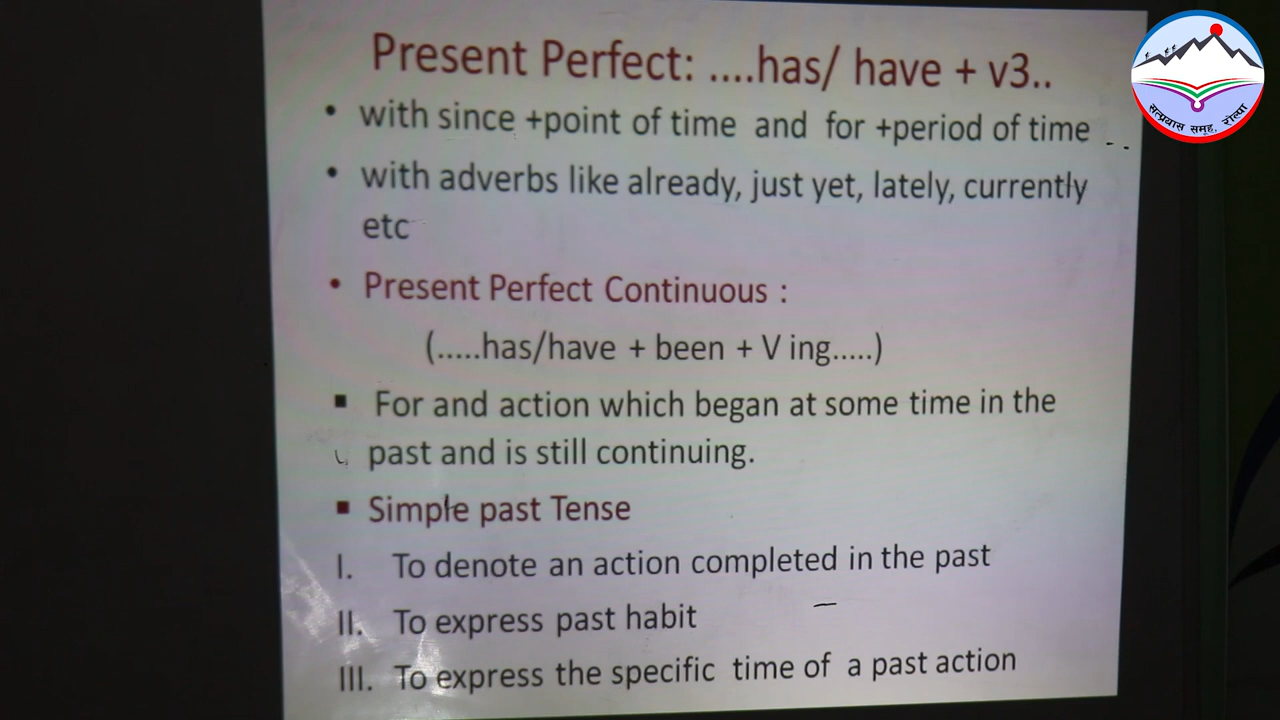 Present Perfect: ....has/ have + v3..
• with since +point of time and for +period of time
• with adverbs like already, just yet, lately, currently
etc
• Present Perfect Continuous :
(.....has/have + been + V ing.....)
▪ For and action which began at some time in the
past and is still continuing.
▪ Simple past Tense
I. To denote an action completed in the past
II. To express past habit
III. To express the specific time of a past action
सत्प्रयास समूह, रोल्पा